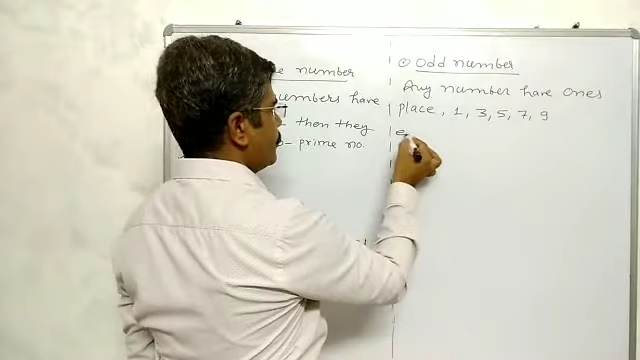 number
numbers have
then they
prime no.
① Odd number
Any number have ones
place, 1, 3, 5, 7, 9
e